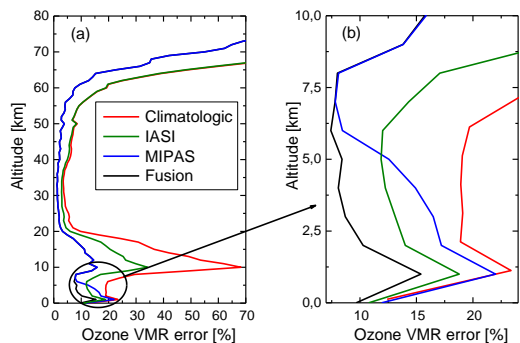 (a)
(b)
80
70
60
50
40
30
20
10
0
Altitude [km]
Climatologic
IASI
MIPAS
Fusion
0 10 20 30 40 50 60 70
Ozone VMR error [%]
10,0
7,5
5,0
2,5
0,0
Altitude [km]
10 15 20
Ozone VMR error [%]